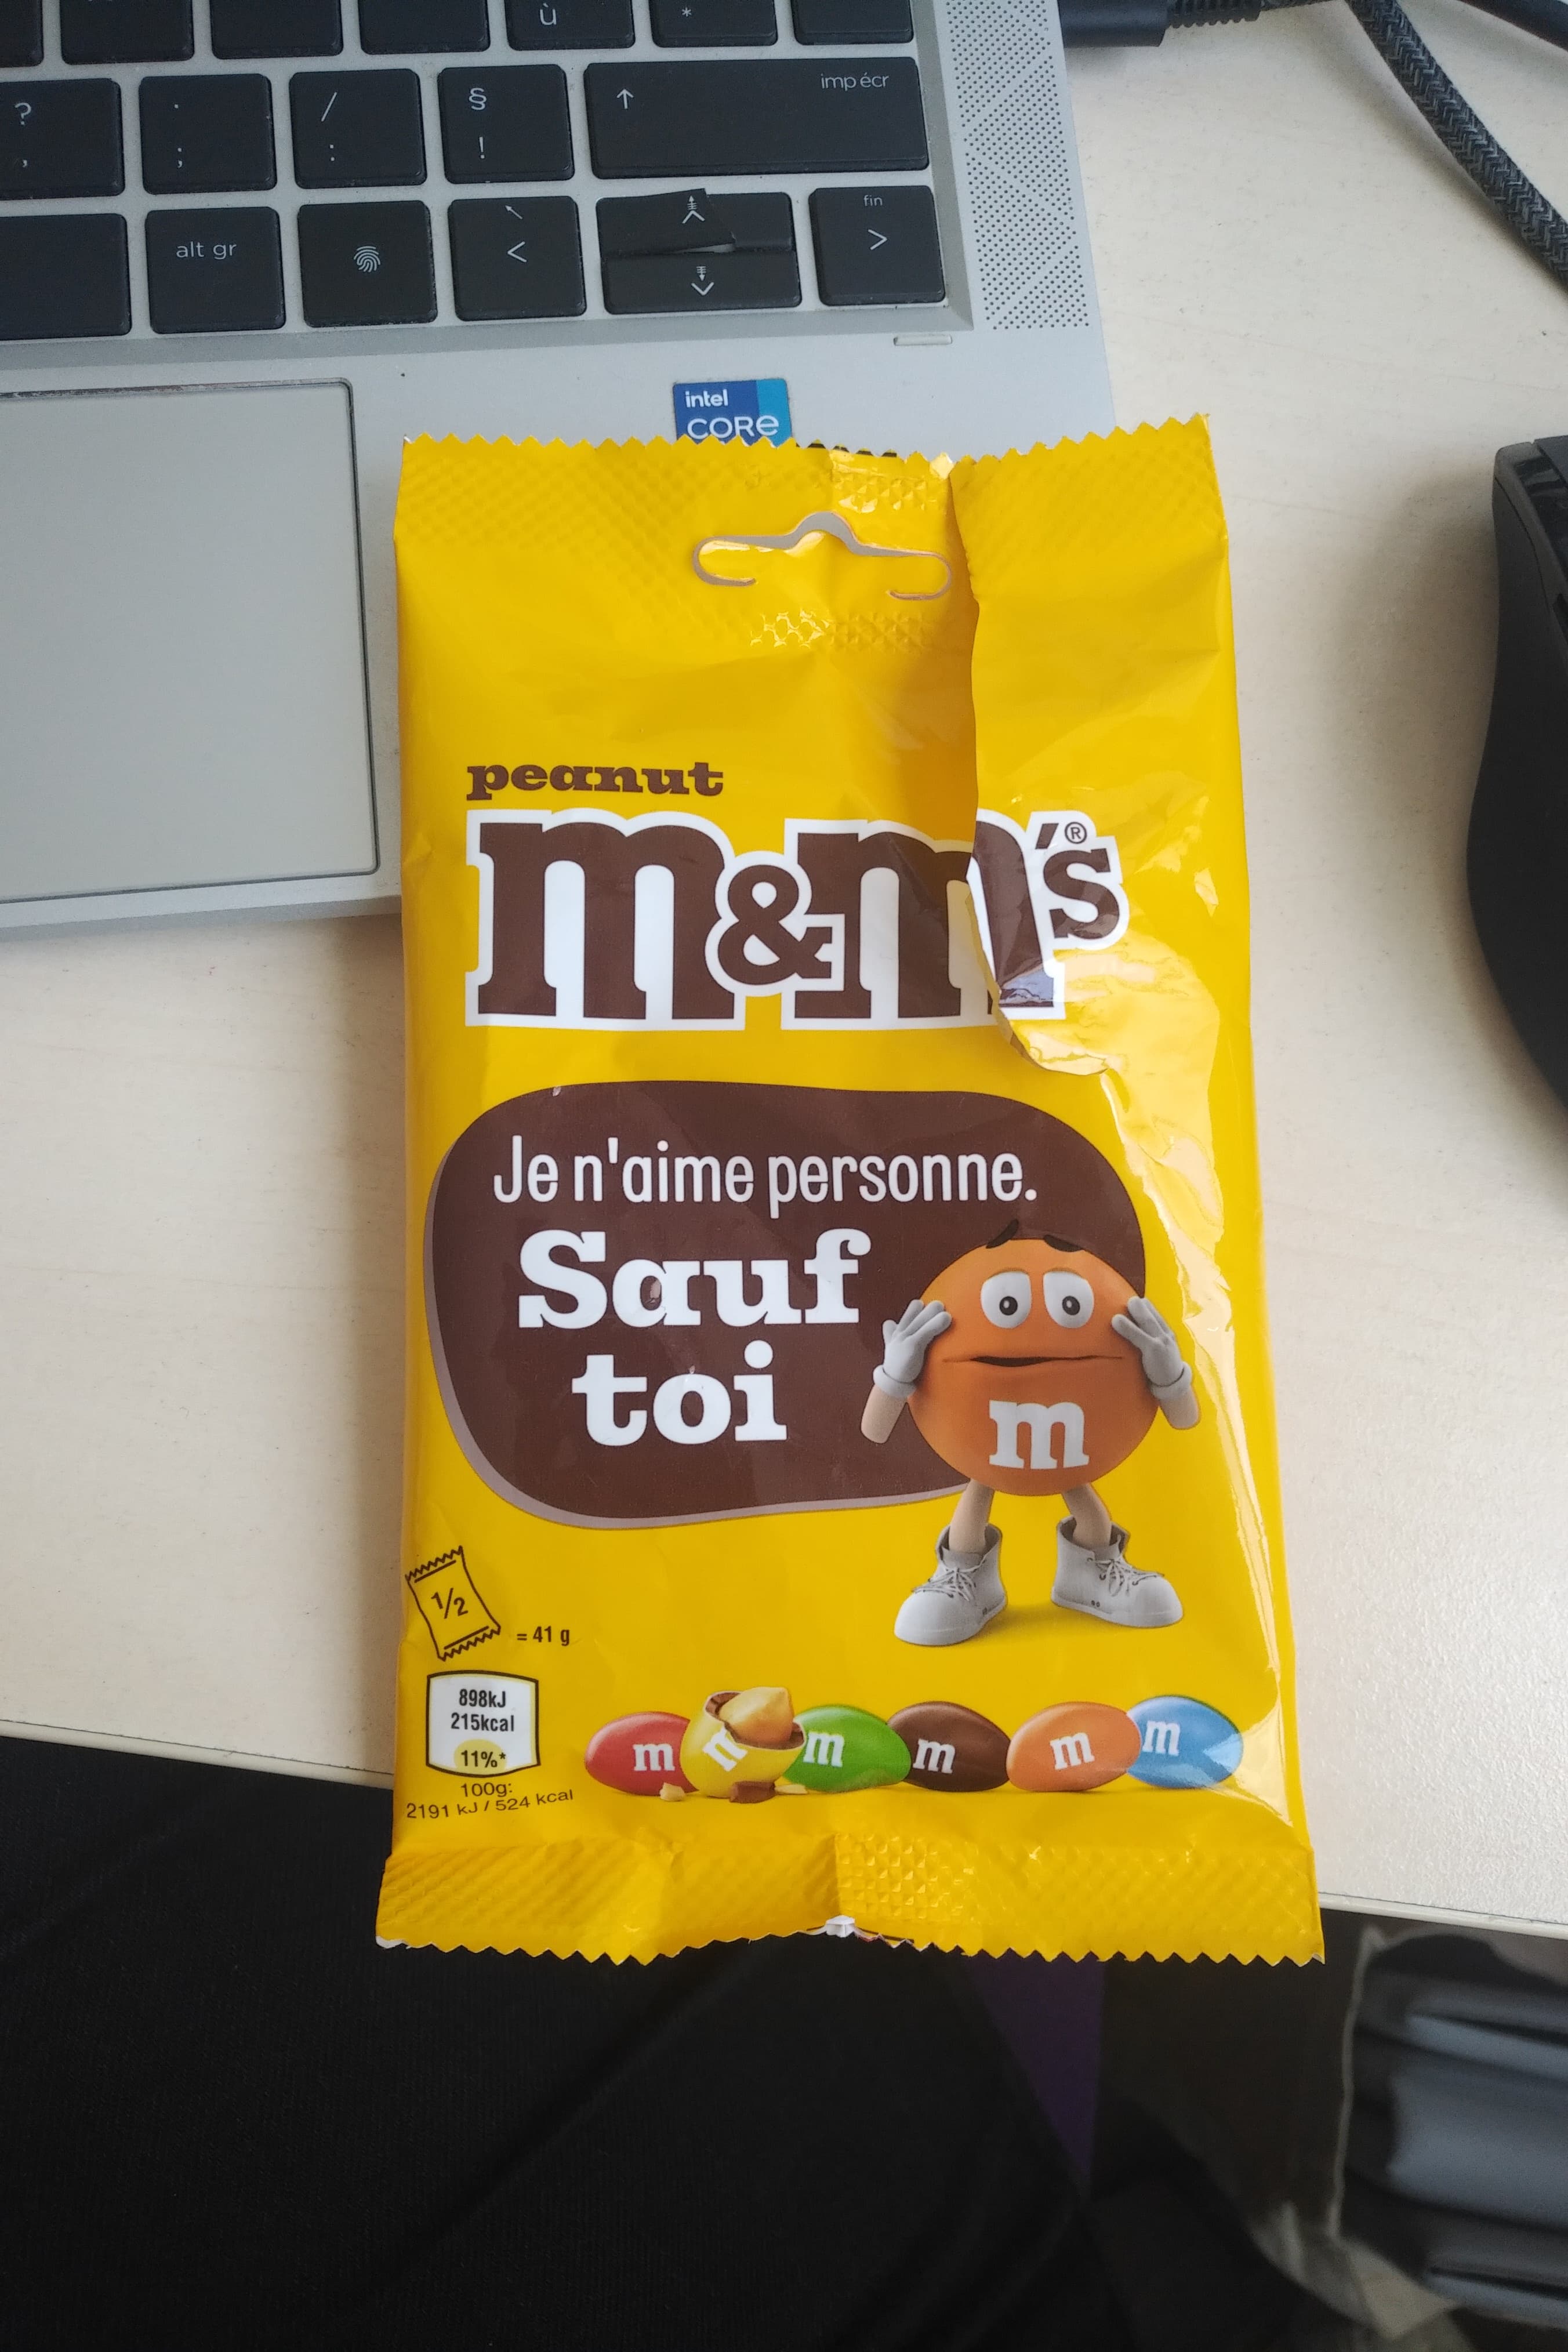 ù *
? . / § ↑ imp écr
, ; : !
alt gr < fin >
intel
CORE
peanut
m&m's®
Je n'aime personne.
Sauf
toi
m
1/2 = 41 g
898kJ
215kcal
11%*
100g:
2191 kJ / 524 kcal
m m m m m m